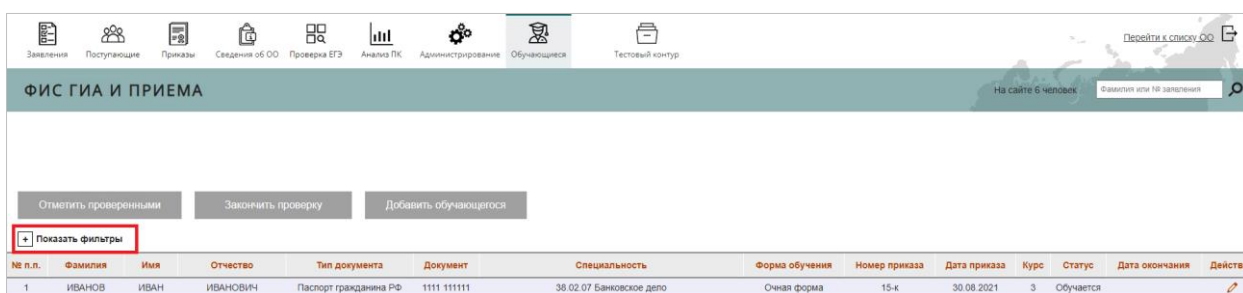 Заявления Поступающие Приказы Сведения об ОО Проверка ЕГЭ Анализ ПК Администрирование Обучающиеся Тестовый контур Перейти к списку ОО
ФИС ГИА И ПРИЕМА На сайте 6 человек Фамилия или № заявления
Отметить проверенными Закончить проверку Добавить обучающегося
+ Показать фильтры
№ п.п. Фамилия Имя Отчество Тип документа Документ Специальность Форма обучения Номер приказа Дата приказа Курс Статус Дата окончания Действ
1 ИВАНОВ ИВАН ИВАНОВИЧ Паспорт гражданина РФ 1111 111111 38.02.07 Банковское дело Очная форма 15-к 30.08.2021 3 Обучается